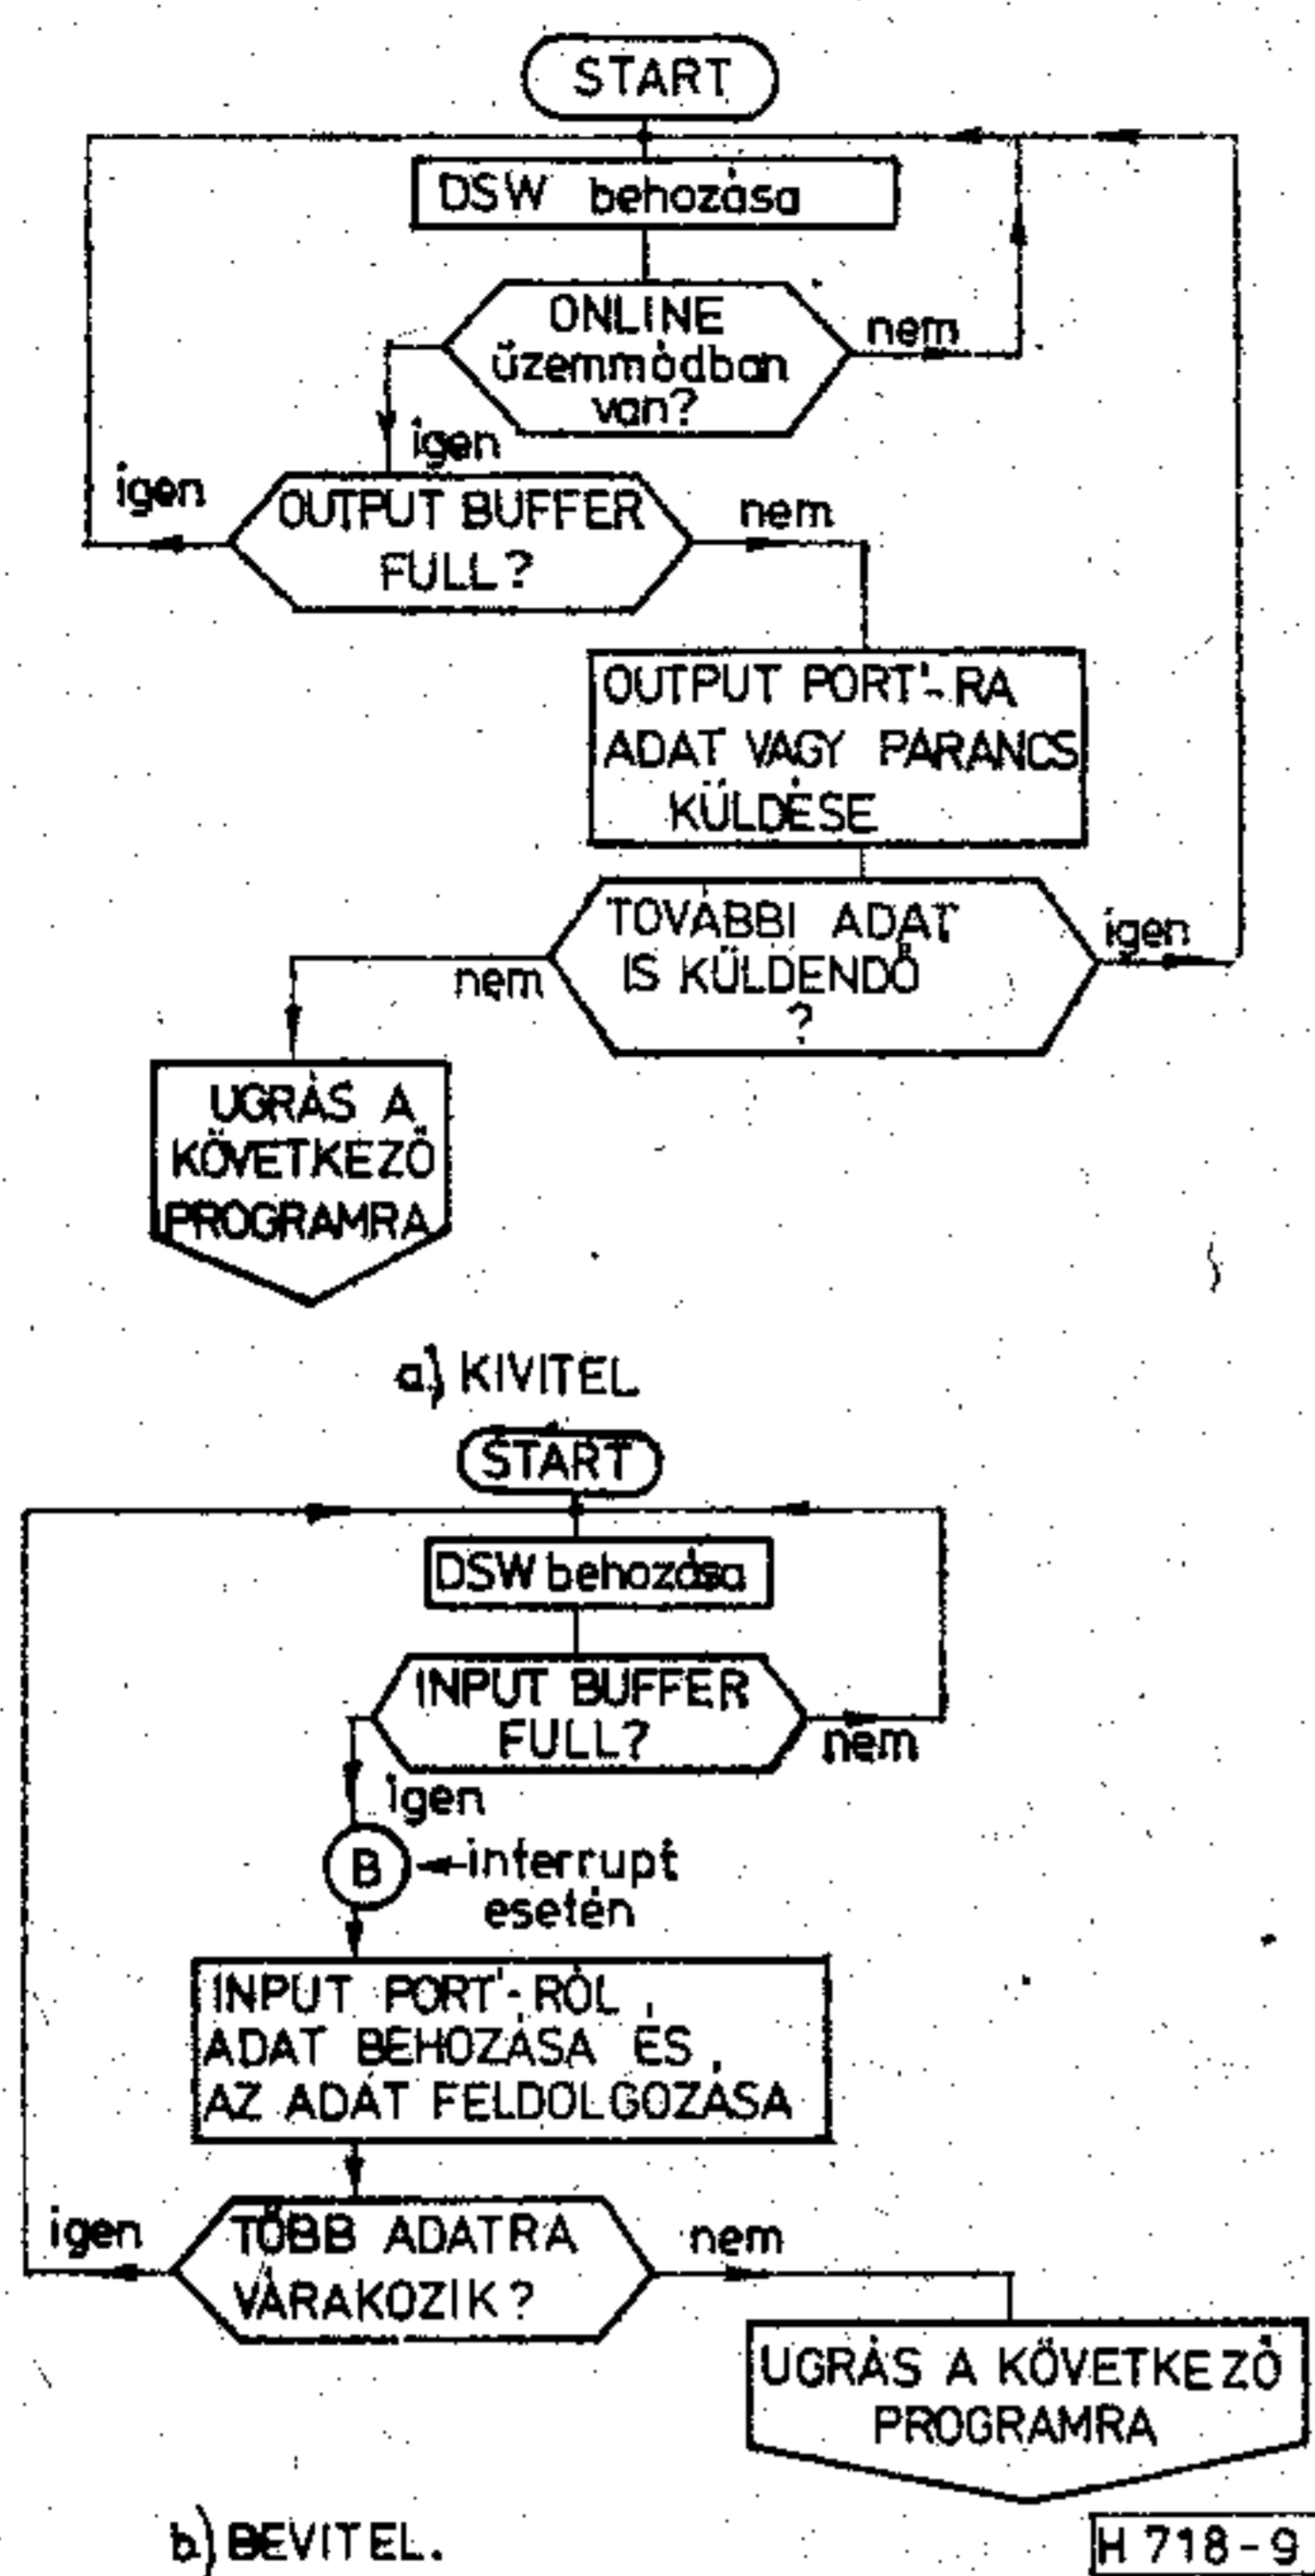 START
DSW behozása
ONLINE
üzemmódban
van?
nem
igen
igen
OUTPUT BUFFER
FULL?
nem
OUTPUT PORT'-RA
ADAT VAGY PARANCS
KÜLDÉSE
TOVÁBBI ADAT
IS KÜLDENDŐ
?
igen
nem
UGRÁS A
KÖVETKEZŐ
PROGRAMRA
a) KIVITEL
START
DSW behozása
INPUT BUFFER
FULL?
nem
igen
B
interrupt
esetén
INPUT PORT'-RÓL
ADAT BEHOZÁSA ÉS
AZ ADAT FELDOLGOZÁSA
igen
TÖBB ADATRA
VÁRAKOZIK?
nem
UGRÁS A KÖVETKEZŐ
PROGRAMRA
b) BEVITEL.
H 718-9